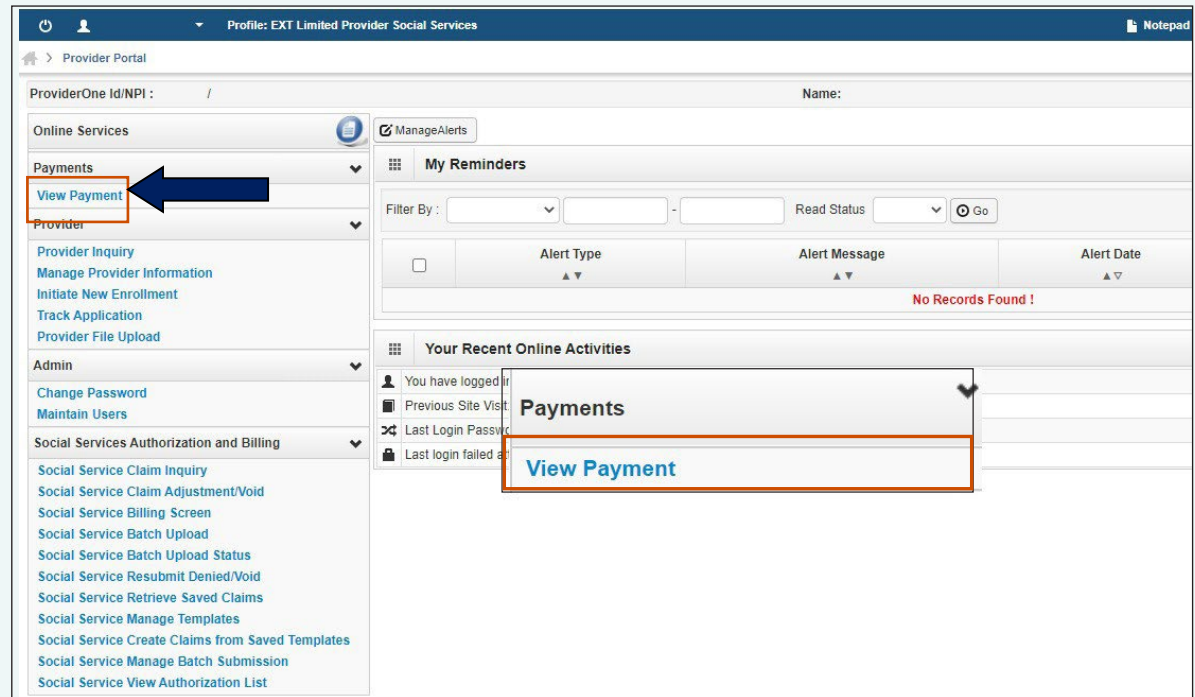 Profile: EXT Limited Provider Social Services
Notepad
Provider Portal
ProviderOne Id/NPI : /
Name:
Online Services
ManageAlerts
Payments
View Payment
Provider
Provider Inquiry
Manage Provider Information
Initiate New Enrollment
Track Application
Provider File Upload
Admin
Change Password
Maintain Users
Social Services Authorization and Billing
Social Service Claim Inquiry
Social Service Claim Adjustment/Void
Social Service Billing Screen
Social Service Batch Upload
Social Service Batch Upload Status
Social Service Resubmit Denied/Void
Social Service Retrieve Saved Claims
Social Service Manage Templates
Social Service Create Claims from Saved Templates
Social Service Manage Batch Submission
Social Service View Authorization List
My Reminders
Filter By : - Read Status Go
Alert Type Alert Message Alert Date
No Records Found !
Your Recent Online Activities
You have logged
Previous Site Visit
Last Login
Last login failed
Payments
View Payment